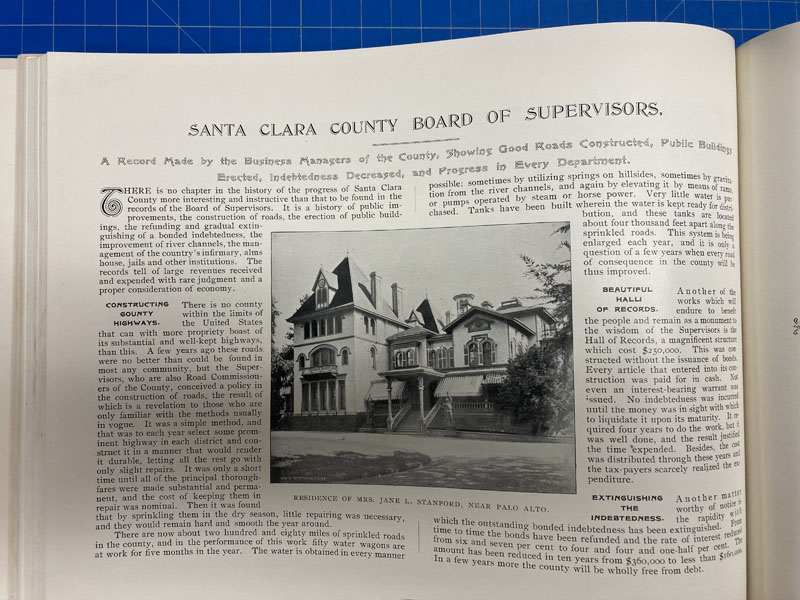 SANTA CLARA COUNTY BOARD OF SUPERVISORS.
A Record Made by the Business Managers of the County, Showing Good Roads Constructed, Public Buildings
Erected, Indebtedness Decreased, and Progress in Every Department.
THERE is no chapter in the history of the progress of Santa Clara
County more interesting and instructive than that to be found in the
records of the Board of Supervisors. It is a history of public im-
provements, the construction of roads, the erection of public build-
ings, the refunding and gradual extin-
guishing of a bonded indebtedness, the
improvement of river channels, the man-
agement of the county's infirmary, alms
house, jails and other institutions. The
records tell of large revenues received
and expended with rare judgment and a
proper consideration of economy.
CONSTRUCTING
GOUNTY
HIGHWAYS.
There is no county
within the limits of
the United States
that can with more propriety boast of
its substantial and well-kept highways,
than this. A few years ago these roads
were no better than could be found in
most any community, but the Super-
visors, who are also Road Commission-
ers of the County, conceived a policy in
the construction of roads, the result of
which is a revelation to those who are
only familiar with the methods usually
in vogue. It was a simple method, and
that was to each year select some prom-
inent highway in each district and con-
struct it in a manner that would render
it durable, letting all the rest go with
only slight repairs. It was only a short
time until all of the principal thorough-
fares were made substantial and perma-
nent, and the cost of keeping them in
repair was nominal. Then it was found
that by sprinkling them in the dry season, little repairing was necessary,
and they would remain hard and smooth the year around.
There are now about two hundred and eighty miles of sprinkled roads
in the county, and in the performance of this work fifty water wagons are
at work for five months in the year. The water is obtained in every manner
RESIDENCE OF MRS. JANE L. STANFORD, NEAR PALO ALTO.
possible; sometimes by utilizing springs on hillsides, sometimes by gravita-
tion from the river channels, and again by elevating it by means of rams,
or pumps operated by steam or horse power. Very little water is pur-
chased. Tanks have been built wherein the water is kept ready for distri-
bution, and these tanks are located
about four thousand feet apart along the
sprinkled roads. This system is being
enlarged each year, and it is only a
question of a few years when every road
of consequence in the county will be
thus improved.
BEAUTIFUL
HALL
OF RECORDS.
Another of the
works which will
endure to benefit
the people and remain as a monument to
the wisdom of the Supervisors is the
Hall of Records, a magnificent structure
which cost $250,000. This was con-
structed without the issuance of bonds.
Every article that entered into its con-
struction was paid for in cash. Not
even an interest-bearing warrant was
issued. No indebtedness was incurred
until the money was in sight with which
to liquidate it upon its maturity. It re-
quired four years to do the work, but it
was well done, and the result justified
the time expended. Besides, the cost
was distributed through these years and
the tax-payers scarcely realized the ex-
penditure.
EXTINGUISHING
THE
INDEBTEDNESS.
Another matter
worthy of notice is
the rapidity with
which the outstanding bonded indebtedness has been extinguished. From
time to time the bonds have been refunded and the rate of interest reduced
from six and seven per cent to four and four and one-half per cent. The
amount has been reduced in ten years from $360,000 to less than
In a few years more the county will be wholly free from debt.